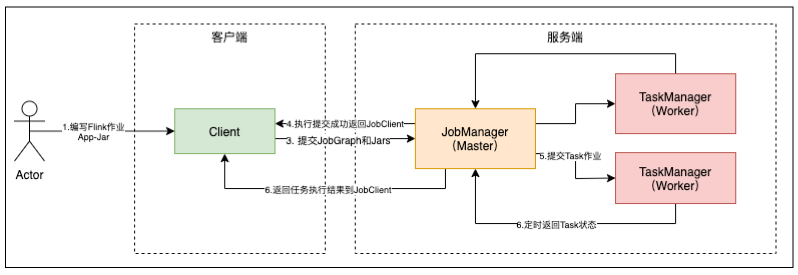 客户端
服务端
1.编写Flink作业
App-Jar
Actor
Client
4.执行提交成功返回JobClient
3. 提交JobGraph和Jars
6.返回任务执行结果到JobClient
JobManager
（Master）
TaskManager
（Worker）
5.提交Task作业
TaskManager
（Worker）
6.定时返回Task状态